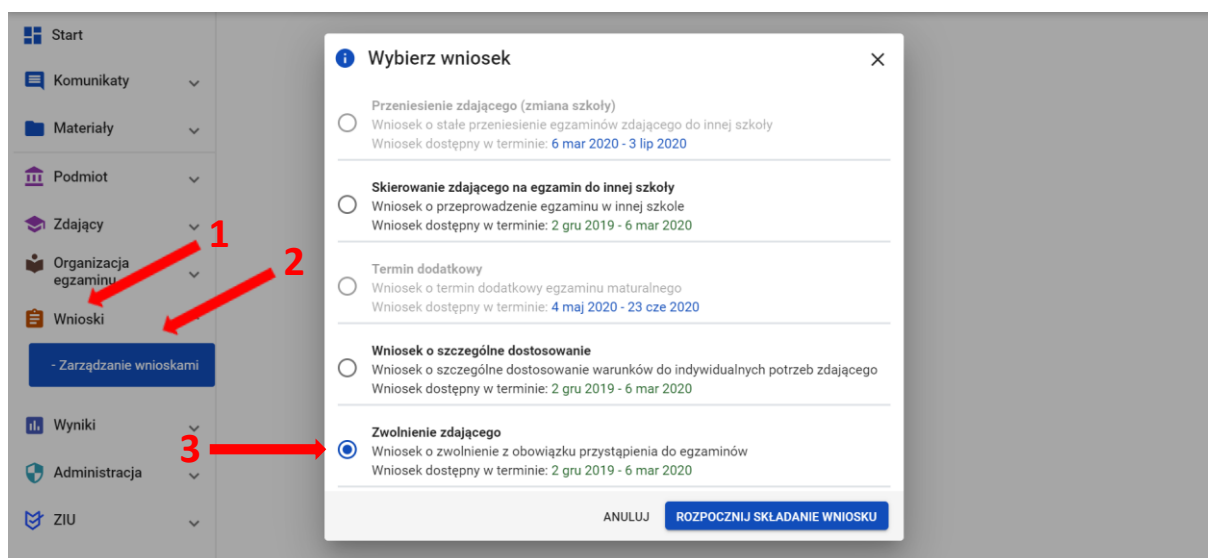 Start
Komunikaty
Materiały
Podmiot
Zdający
1
Organizacja
egzaminu
2
Wnioski
- Zarządzanie wnioskami
Wyniki
3
Administracja
ZIU
Wybierz wniosek
Przeniesienie zdającego (zmiana szkoły)
Wniosek o stałe przeniesienie egzaminów zdającego do innej szkoły
Wniosek dostępny w terminie: 6 mar 2020 - 3 lip 2020
Skierowanie zdającego na egzamin do innej szkoły
Wniosek o przeprowadzenie egzaminu w innej szkole
Wniosek dostępny w terminie: 2 gru 2019 - 6 mar 2020
Termin dodatkowy
Wniosek o termin dodatkowy egzaminu maturalnego
Wniosek dostępny w terminie: 4 maj 2020 - 23 cze 2020
Wniosek o szczególne dostosowanie
Wniosek o szczególne dostosowanie warunków do indywidualnych potrzeb zdającego
Wniosek dostępny w terminie: 2 gru 2019 - 6 mar 2020
Zwolnienie zdającego
Wniosek o zwolnienie z obowiązku przystąpienia do egzaminów
Wniosek dostępny w terminie: 2 gru 2019 - 6 mar 2020
ANULUJ ROZPOCZNIJ SKŁADANIE WNIOSKU